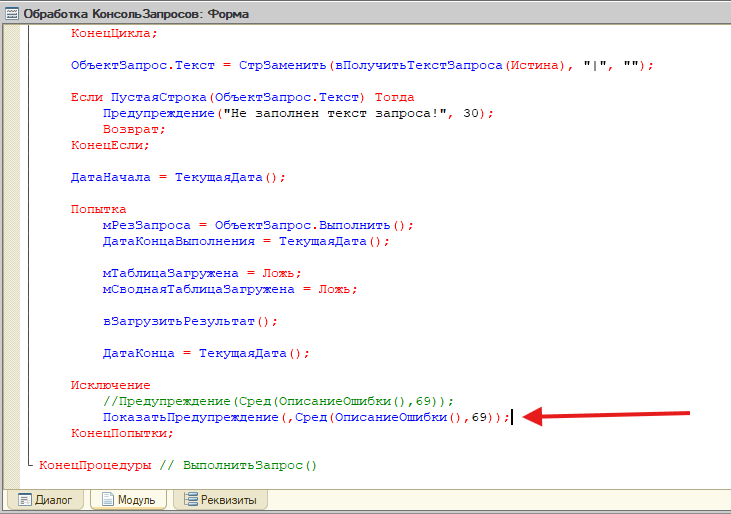 Обработка КонсольЗапросов: Форма
КонецЦикла;
ОбъектЗапрос.Текст = СтрЗаменить(вПолучитьТекстЗапроса(Истина), "|", "");
Если ПустаяСтрока(ОбъектЗапрос.Текст) Тогда
Предупреждение("Не заполнен текст запроса!", 30);
Возврат;
КонецЕсли;
ДатаНачала = ТекущаяДата();
Попытка
мРезЗапроса = ОбъектЗапрос.Выполнить();
ДатаКонцаВыполнения = ТекущаяДата();
мТаблицаЗагружена = Ложь;
мСводнаяТаблицаЗагружена = Ложь;
вЗагрузитьРезультат();
ДатаКонца = ТекущаяДата();
Исключение
//Предупреждение(Сред(ОписаниеОшибки(),69));
ПоказатьПредупреждение(,Сред(ОписаниеОшибки(),69));
КонецПопытки;
КонецПроцедуры // ВыполнитьЗапрос()
Диалог Модуль Реквизиты